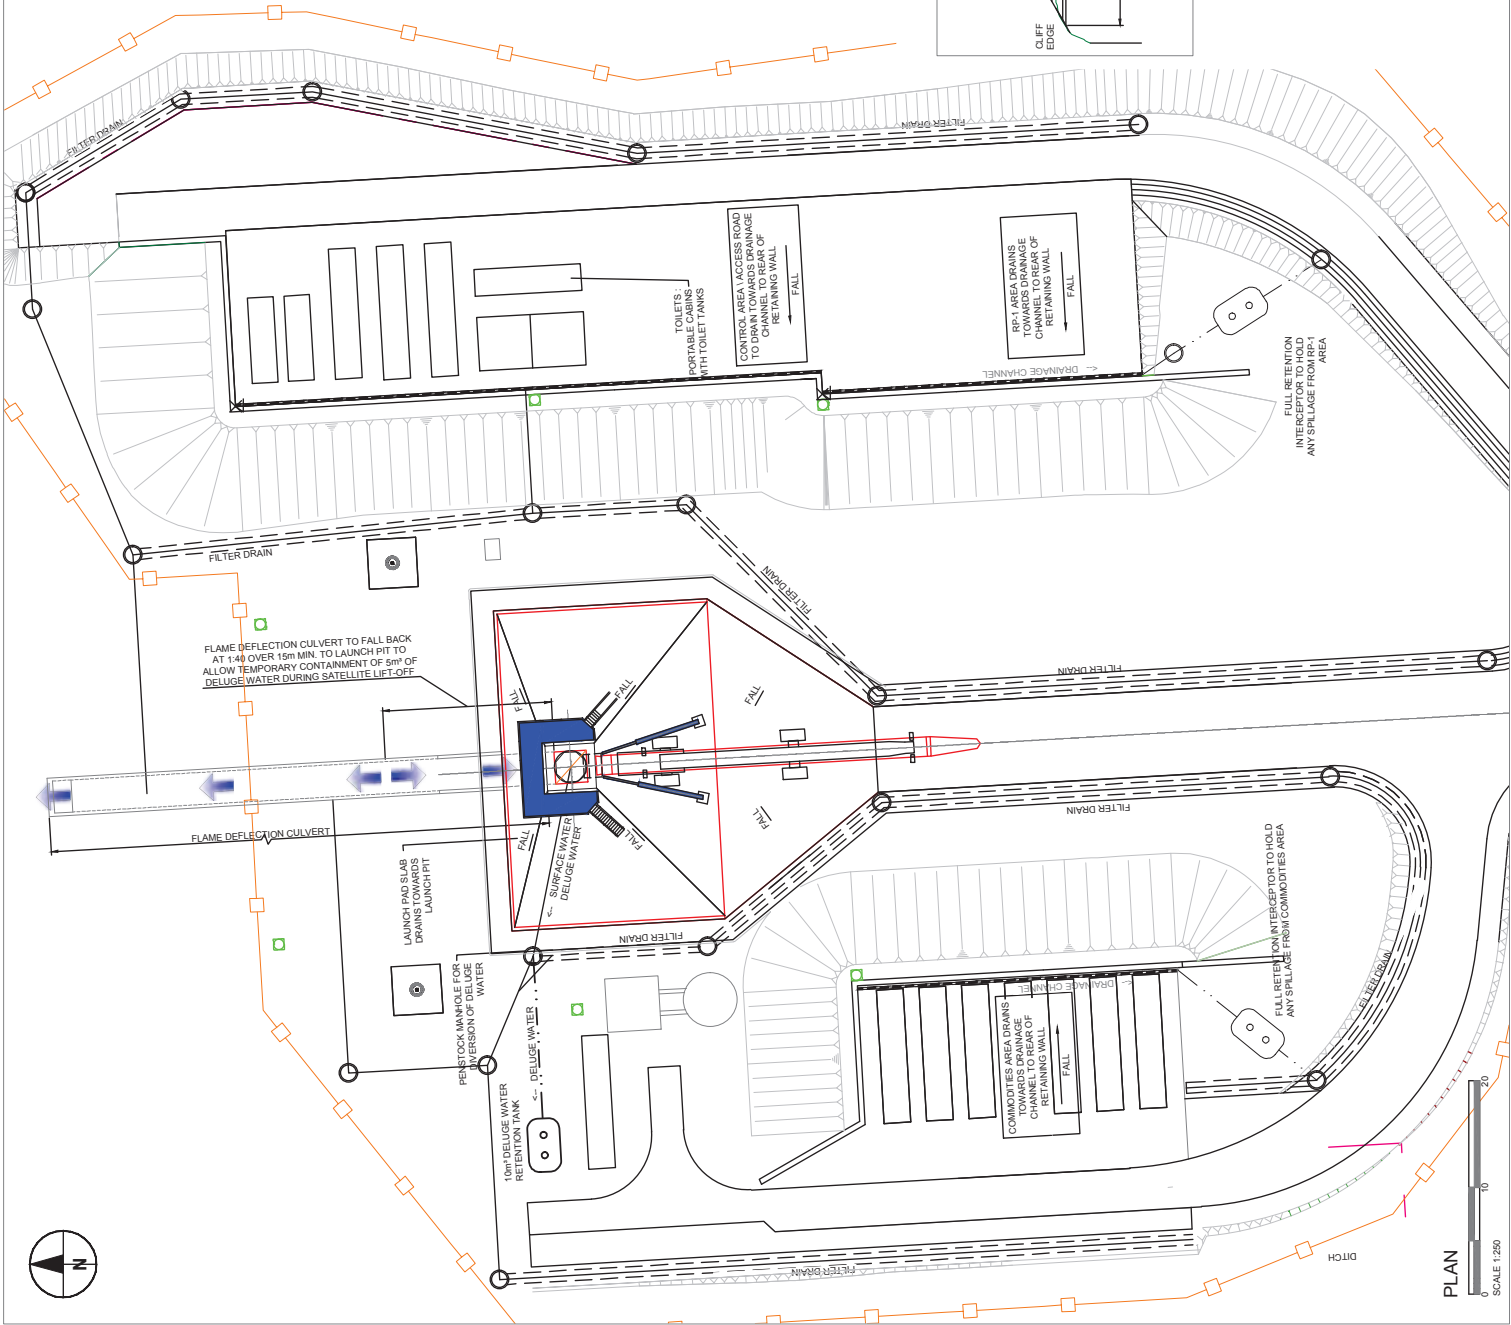 CLIFF
EDGE
FILTER DRAIN
FILTER DRAIN
CONTROL AREA \ ACCESS ROAD
TO DRAIN TOWARDS DRAINAGE
CHANNEL TO REAR OF
RETAINING WALL
FALL
RP-1 AREA DRAINS
TOWARDS DRAINAGE
CHANNEL TO REAR OF
RETAINING WALL
FALL
TOILETS :
PORTABLE CABINS
WITH TOILET TANKS
DRAINAGE CHANNEL
<--
FULL RETENTION
INTERCEPTOR TO HOLD
ANY SPILLAGE FROM RP-1
AREA
FILTER DRAIN
FILTER DRAIN
FLAME DEFLECTION CULVERT TO FALL BACK
AT 1:40 OVER 15m MIN. TO LAUNCH PIT TO
ALLOW TEMPORARY CONTAINMENT OF 5m³ OF
DELUGE WATER DURING SATELLITE LIFT-OFF
FALL
FALL
FALL
FILTER DRAIN
FLAME DEFLECTION CULVERT
FALL
FALL
FALL
<-- SURFACE WATER
DELUGE WATER
FILTER DRAIN
LAUNCH PAD SLAB
DRAINS TOWARDS
LAUNCH PIT
FILTER DRAIN
PENSTOCK MANHOLE FOR
DIVERSION OF DELUGE
WATER
<-- DELUGE WATER
10m³ DELUGE WATER
RETENTION TANK
DRAINAGE CHANNEL
<--
COMMODITIES AREA DRAINS
TOWARDS DRAINAGE
CHANNEL TO REAR OF
RETAINING WALL
FALL
FULL RETENTION INTERCEPTOR TO HOLD
ANY SPILLAGE FROM COMMODITIES AREA
FILTER DRAIN
FILTER DRAIN
DITCH
N
PLAN
0
10
20
SCALE 1:250